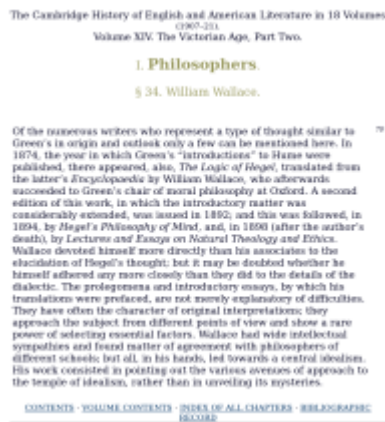 The Cambridge History of English and American Literature in 18 Volumes
(1907–21).
Volume XIV. The Victorian Age, Part Two.
I. Philosophers.
§ 34. William Wallace.
Of the numerous writers who represent a type of thought similar to 79
Green’s in origin and outlook only a few can be mentioned here. In
1874, the year in which Green’s “introductions” to Hume were
published, there appeared, also, The Logic of Hegel, translated from
the latter’s Encyclopaedia by William Wallace, who afterwards
succeeded to Green’s chair of moral philosophy at Oxford. A second
edition of this work, in which the introductory matter was
considerably extended, was issued in 1892; and this was followed, in
1894, by Hegel’s Philosophy of Mind, and, in 1898 (after the author’s
death), by Lectures and Essays on Natural Theology and Ethics.
Wallace devoted himself more directly than his associates to the
elucidation of Hegel’s thought; but it may be doubted whether he
himself adhered any more closely than they did to the details of the
dialectic. The prolegomena and introductory essays, by which his
translations were prefaced, are not merely explanatory of difficulties.
They have often the character of original interpretations; they
approach the subject from different points of view and show a rare
power of selecting essential factors. Wallace had wide intellectual
sympathies and found matter of agreement with philosophers of
different schools; but all, in his hands, led towards a central idealism.
His work consisted in pointing out the various avenues of approach to
the temple of idealism, rather than in unveiling its mysteries.
CONTENTS · VOLUME CONTENTS · INDEX OF ALL CHAPTERS · BIBLIOGRAPHIC
RECORD